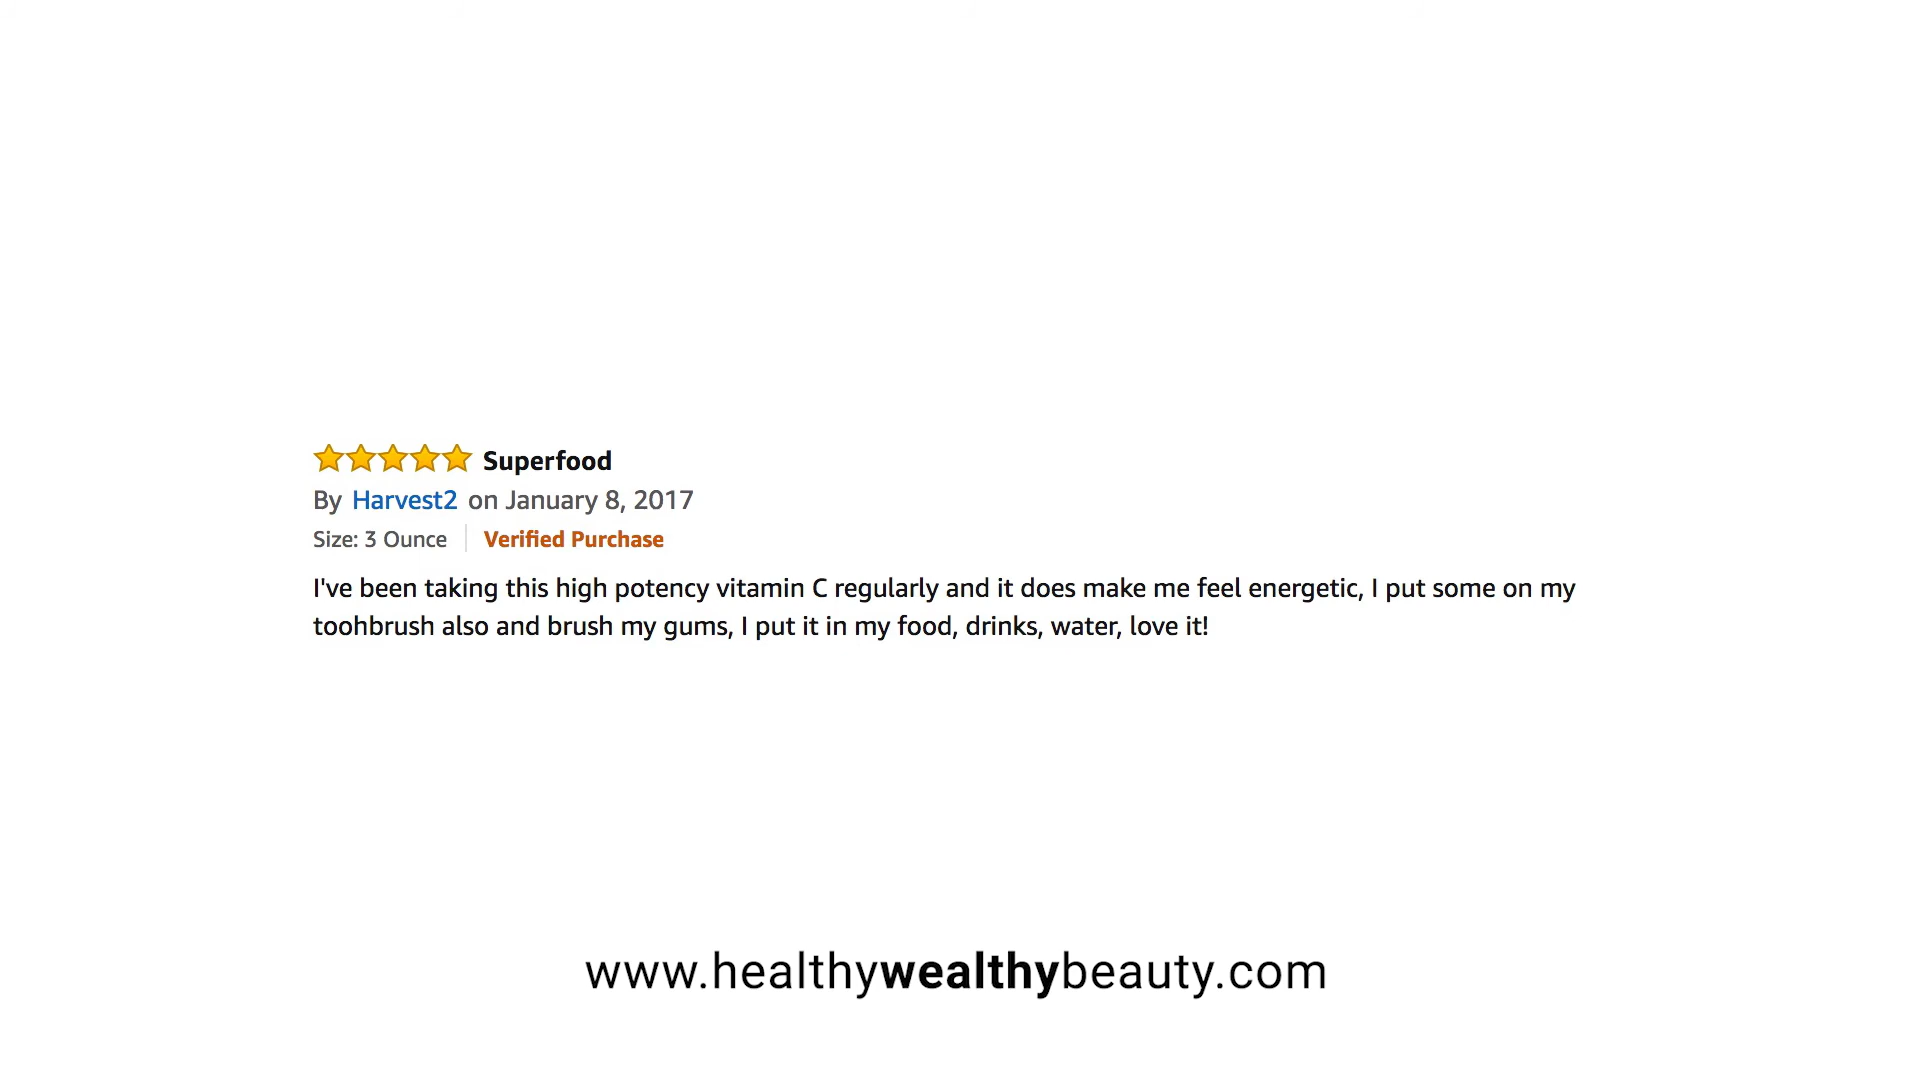 Superfood
By Harvest2 on January 8, 2017
Size: 3 Ounce Verified Purchase
I've been taking this high potency vitamin C regularly and it does make me feel energetic, I put some on my
toohbrush also and brush my gums, I put it in my food, drinks, water, love it!
www.healthywealthybeauty.com